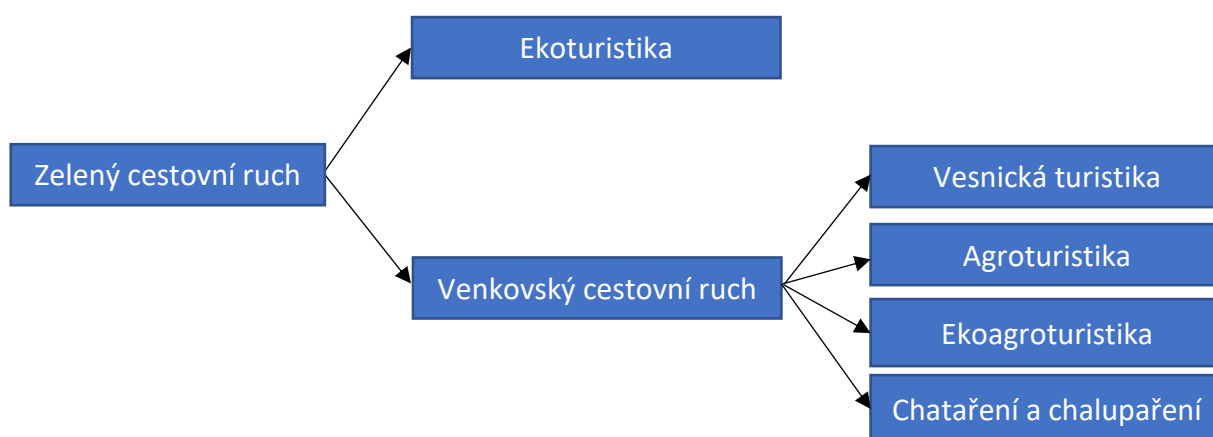 Ekoturistika
Zelený cestovní ruch
Venkovský cestovní ruch
Vesnická turistika
Agroturistika
Ekoagroturistika
Chataření a chalupaření